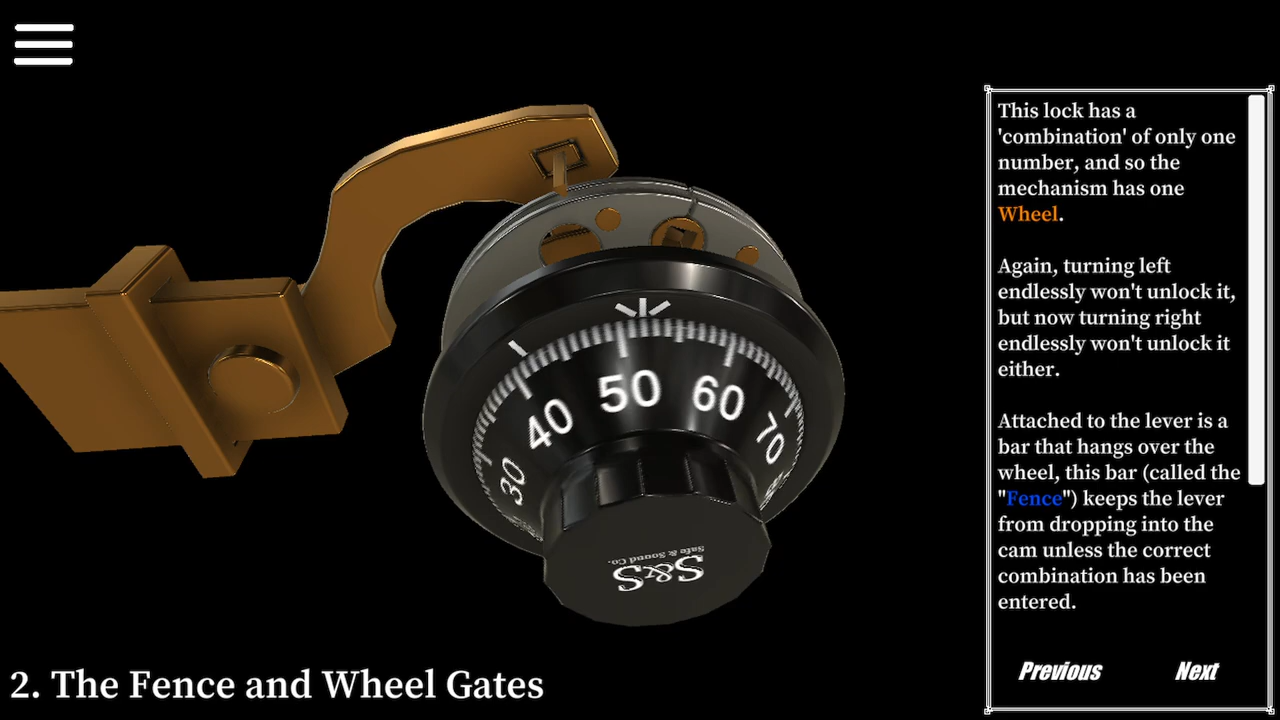 This lock has a
'combination' of only one
number, and so the
mechanism has one
Wheel.
Again, turning left
endlessly won't unlock it,
but now turning right
endlessly won't unlock it
either.
Attached to the lever is a
bar that hangs over the
wheel, this bar (called the
"Fence") keeps the lever
from dropping into the
cam unless the correct
combination has been
entered.
Previous Next
30 40 50 60 70
S&S
Safe & Sound Co.
2. The Fence and Wheel Gates